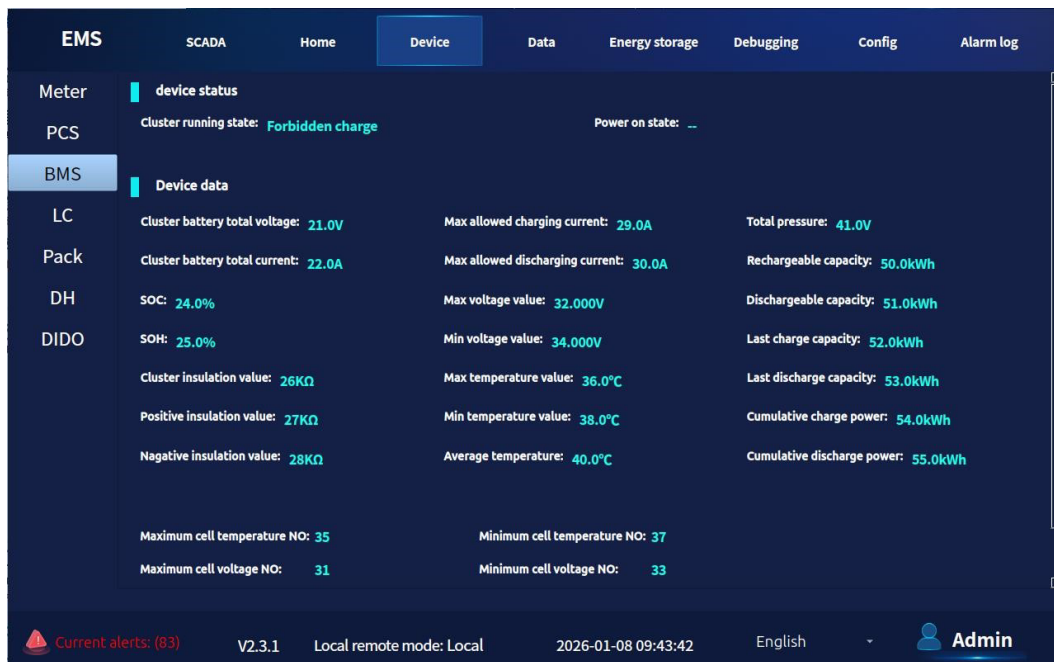 EMS SCADA Home Device Data Energy storage Debugging Config Alarm log
Meter
PCS
BMS
LC
Pack
DH
DIDO
device status
Cluster running state: Forbidden charge Power on state: --
Device data
Cluster battery total voltage: 21.0V Max allowed charging current: 29.0A Total pressure: 41.0V
Cluster battery total current: 22.0A Max allowed discharging current: 30.0A Rechargeable capacity: 50.0kWh
SOC: 24.0% Max voltage value: 32.000V Dischargeable capacity: 51.0kWh
SOH: 25.0% Min voltage value: 34.000V Last charge capacity: 52.0kWh
Cluster insulation value: 26KΩ Max temperature value: 36.0℃ Last discharge capacity: 53.0kWh
Positive insulation value: 27KΩ Min temperature value: 38.0℃ Cumulative charge power: 54.0kWh
Nagative insulation value: 28KΩ Average temperature: 40.0℃ Cumulative discharge power: 55.0kWh
Maximum cell temperature NO: 35 Minimum cell temperature NO: 37
Maximum cell voltage NO: 31 Minimum cell voltage NO: 33
Current alerts: (83) V2.3.1 Local remote mode: Local 2026-01-08 09:43:42 English Admin